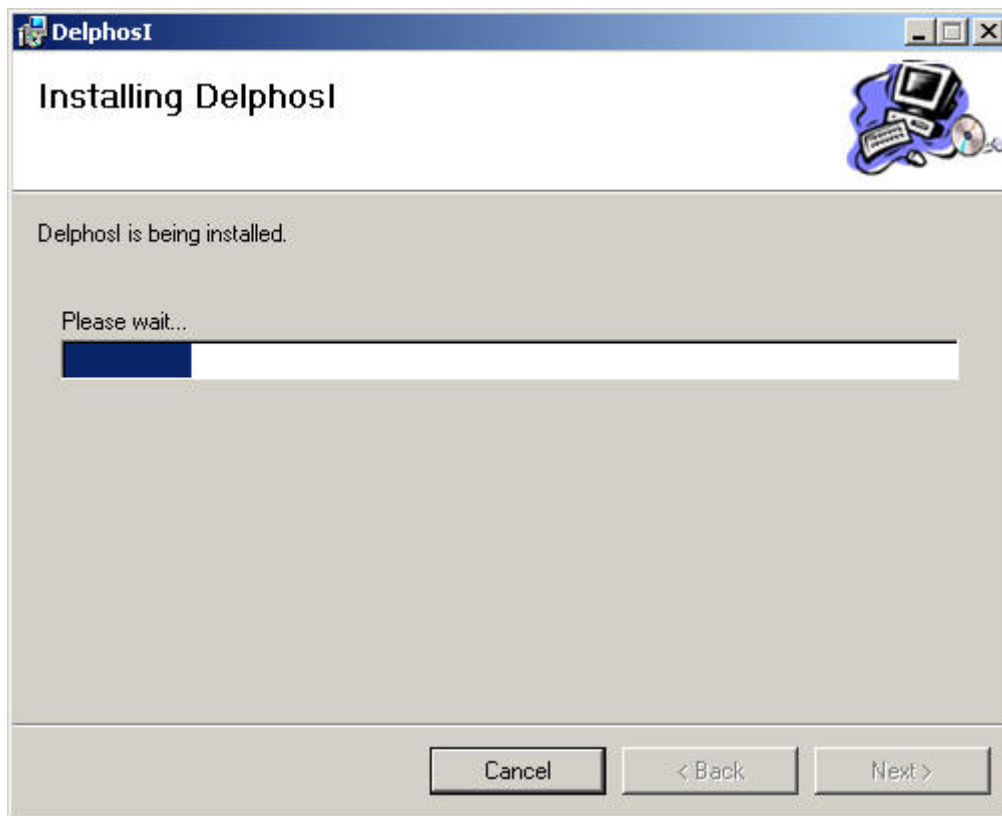 DelphosI
Installing DelphosI
DelphosI is being installed.
Please wait...
Cancel
< Back
Next >